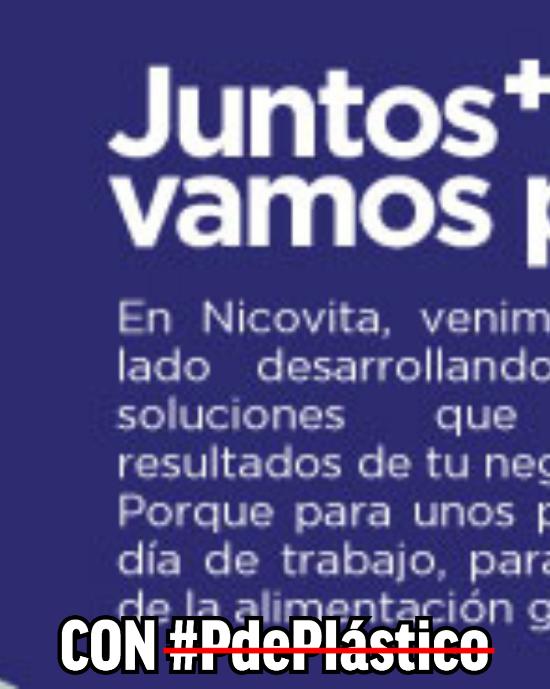 Juntos+
vamos p
En Nicovita, venim
lado desarrollando
soluciones que
resultados de tu neg
Porque para unos p
día de trabajo, para
de la alimentación g
CON #PdePlástico